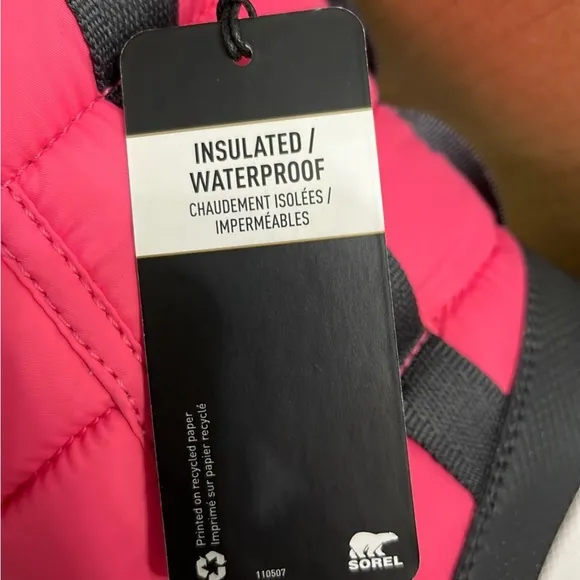 INSULATED /
WATERPROOF
CHAUDEMENT ISOLÉES /
IMPERMÉABLES
Printed on recycled paper
Imprimé sur papier recyclé
110507
SOREL